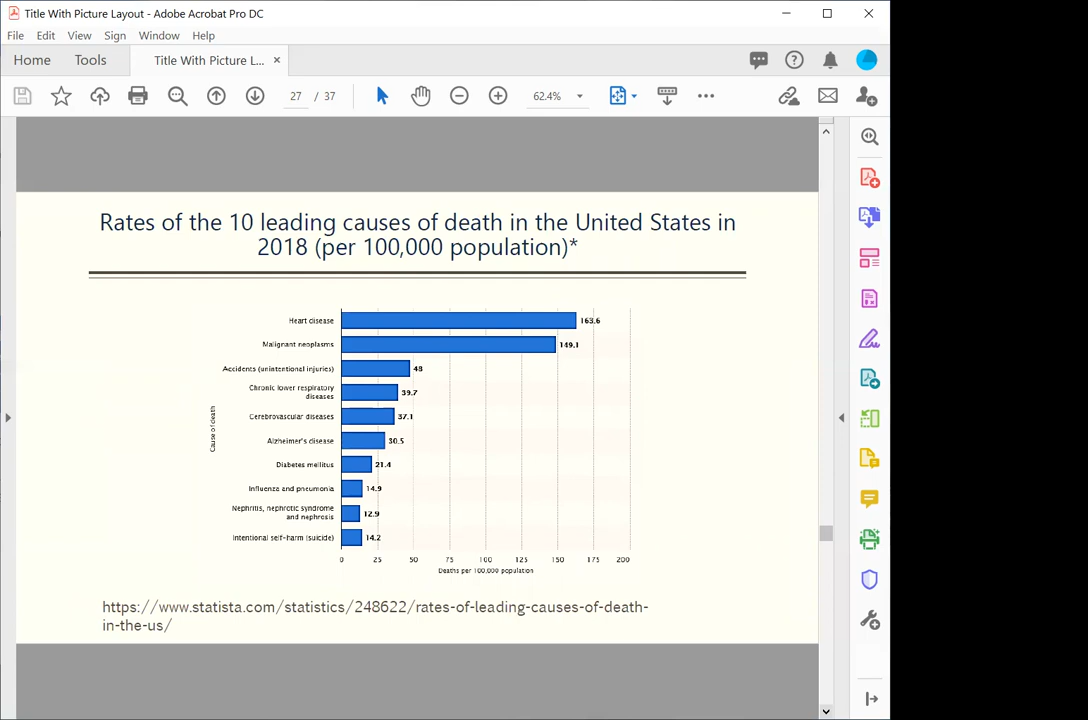 Title With Picture Layout - Adobe Acrobat Pro DC
File Edit View Sign Window Help
Home Tools Title With Picture L... ×
27 / 37 62.4%
Rates of the 10 leading causes of death in the United States in
2018 (per 100,000 population)*
Heart disease 163.6
Malignant neoplasms 149.1
Accidents (unintentional injuries) 48
Chronic lower respiratory
diseases 39.7
Cerebrovascular diseases 37.1
Alzheimer's disease 30.5
Diabetes mellitus 21.4
Influenza and pneumonia 14.9
Nephritis, nephrotic syndrome
and nephrosis 12.9
Intentional self-harm (suicide) 14.2
Cause of death
0 25 50 75 100 125 150 175 200
Deaths per 100,000 population
https://www.statista.com/statistics/248622/rates-of-leading-causes-of-death-
in-the-us/